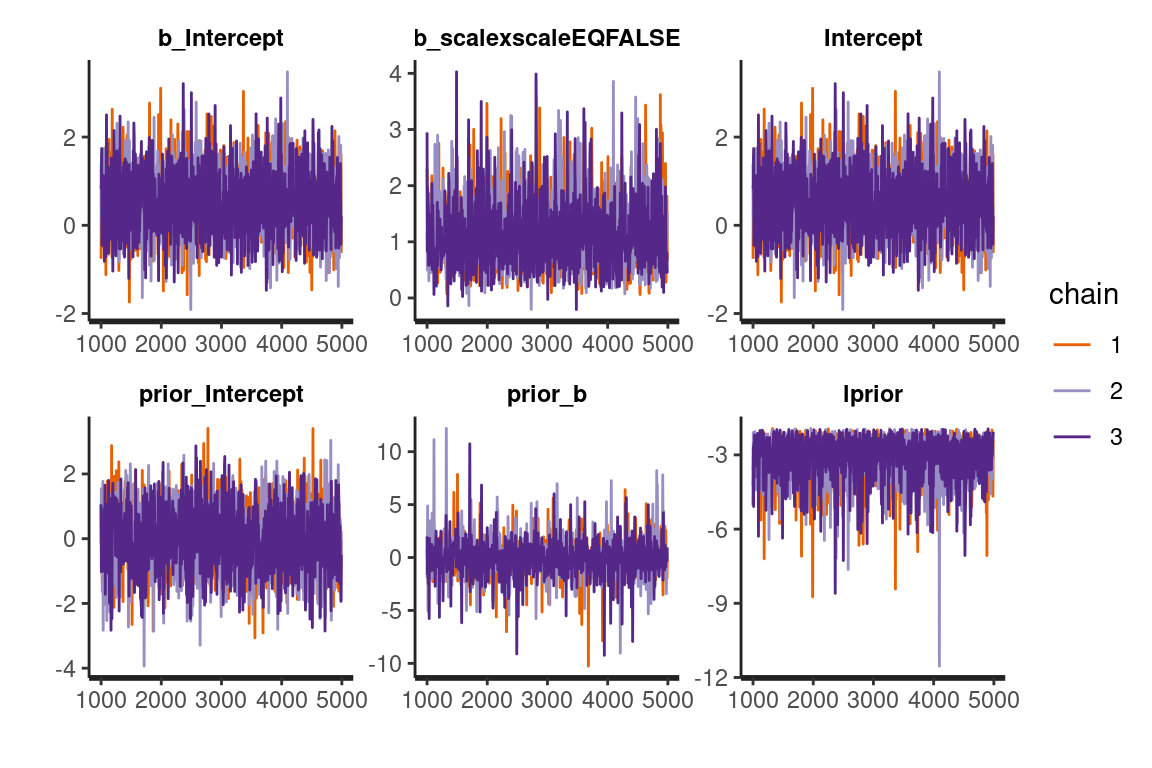 b_Intercept b_scalexscaleEQFALSE Intercept
2 4 2
3
2
0 1 0
0
-2 -2
1000 2000 3000 4000 5000 1000 2000 3000 4000 5000 1000 2000 3000 4000 5000
chain
1
2
3
prior_Intercept prior_b lprior
2 10 -3
5
0 0 -6
-2 -5 -9
-4 -10 -12
1000 2000 3000 4000 5000 1000 2000 3000 4000 5000 1000 2000 3000 4000 5000